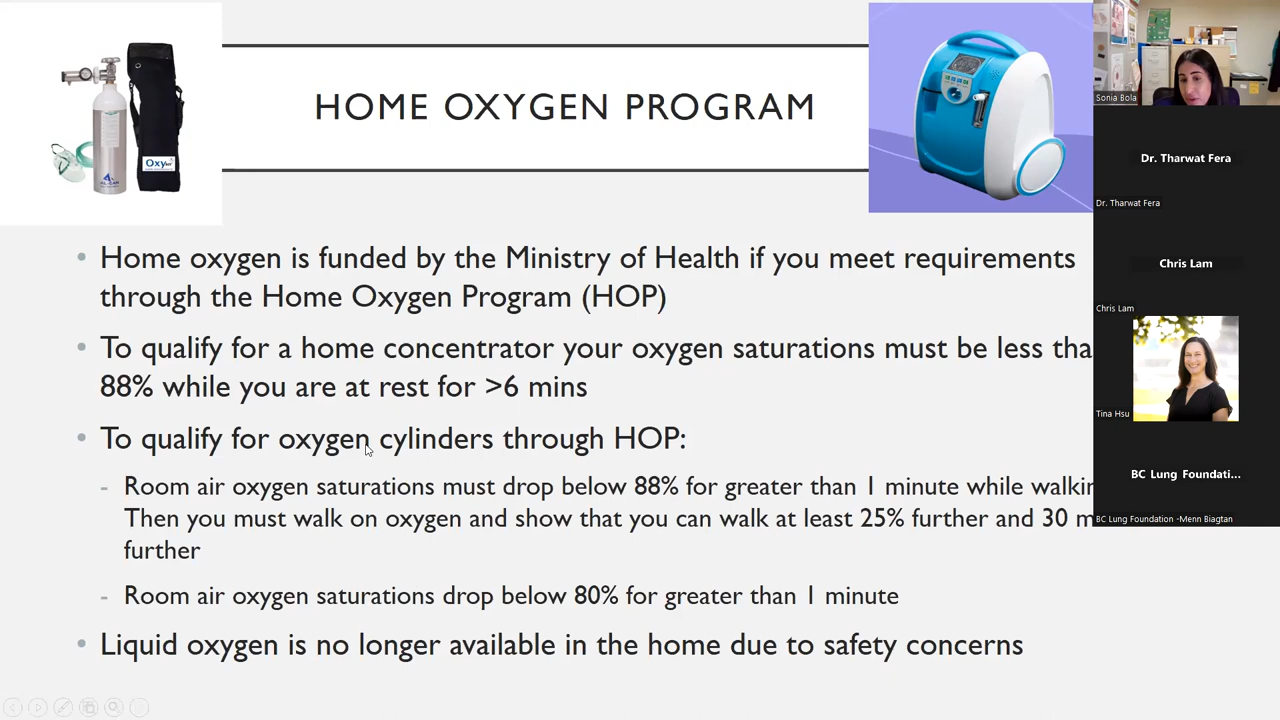 HOME OXYGEN PROGRAM
Oxy
Home oxygen is funded by the Ministry of Health if you meet requirements
through the Home Oxygen Program (HOP)
To qualify for a home concentrator your oxygen saturations must be less tha
88% while you are at rest for >6 mins
To qualify for oxygen cylinders through HOP:
- Room air oxygen saturations must drop below 88% for greater than 1 minute while walkin
Then you must walk on oxygen and show that you can walk at least 25% further and 30 m
further
- Room air oxygen saturations drop below 80% for greater than 1 minute
Liquid oxygen is no longer available in the home due to safety concerns
Sonia Bola
Dr. Tharwat Fera
Dr. Tharwat Fera
Chris Lam
Chris Lam
Tina Hsu
BC Lung Foundati...
BC Lung Foundation -Menn Biagtan